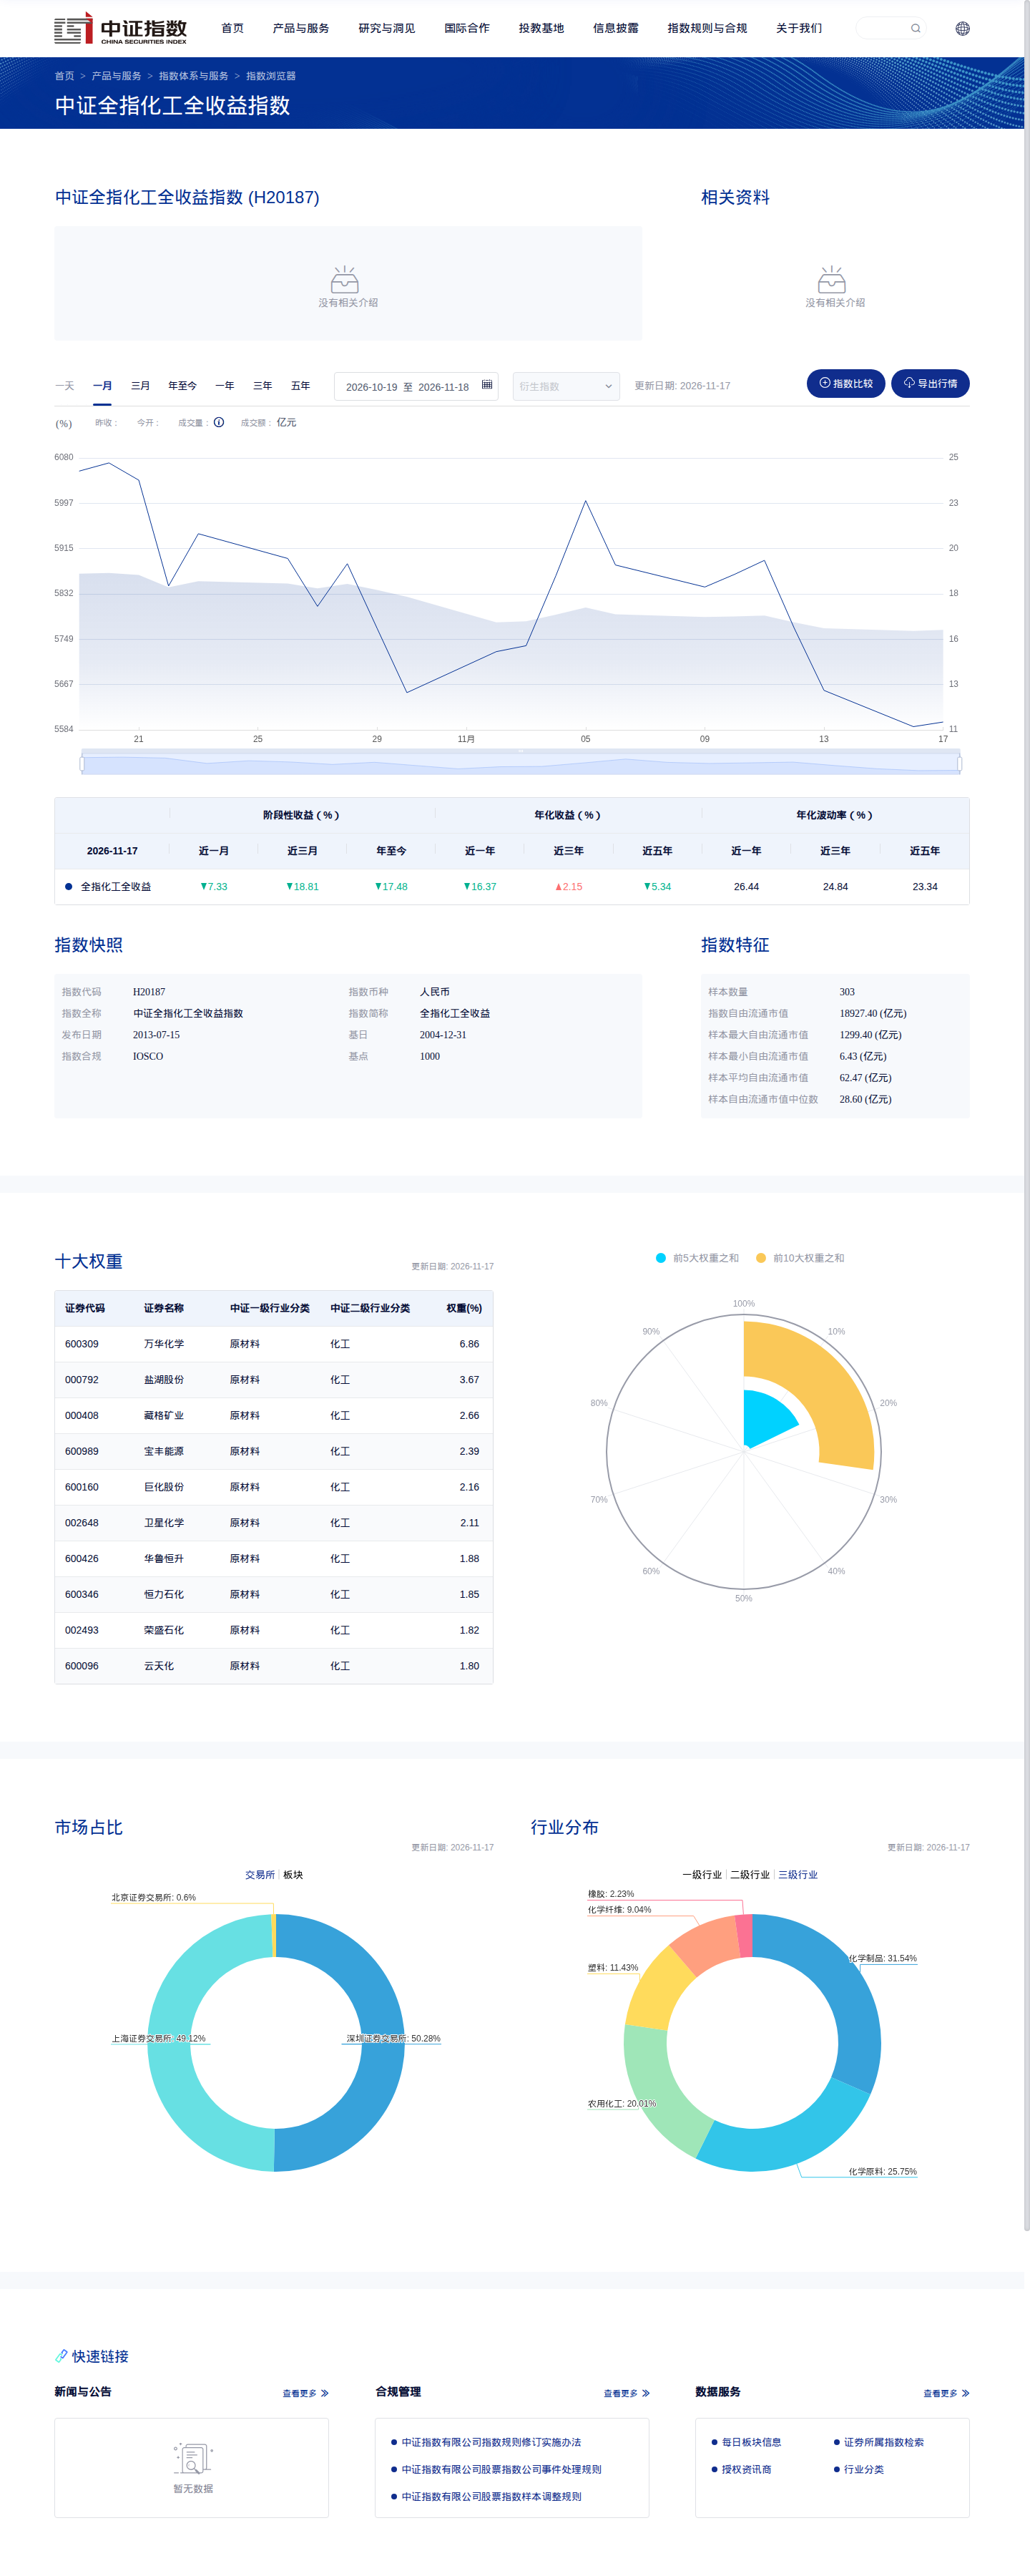 中证指数
CHINA SECURITIES INDEX
首页 产品与服务 研究与洞见 国际合作 投教基地 信息披露 指数规则与合规 关于我们
首页 > 产品与服务 > 指数体系与服务 > 指数浏览器
中证全指化工全收益指数
中证全指化工全收益指数 (H20187)
相关资料
没有相关介绍
没有相关介绍
一天 一月 三月 年至今 一年 三年 五年 2026-10-19 至 2026-11-18 衍生指数 更新日期: 2026-11-17 指数比较 导出行情
(%) 昨收 : 今开 : 成交量 : 成交额 : 亿元
6080 25
5997 23
5915 20
5832 18
5749 16
5667 13
5584 11
21 25 29 11月 05 09 13 17
阶段性收益 ( % ) 年化收益 ( % ) 年化波动率 ( % )
2026-11-17 近一月 近三月 年至今 近一年 近三年 近五年 近一年 近三年 近五年
全指化工全收益 ▼7.33 ▼18.81 ▼17.48 ▼16.37 ▲2.15 ▼5.34 26.44 24.84 23.34
指数快照
指数代码 H20187 指数币种 人民币
指数全称 中证全指化工全收益指数 指数简称 全指化工全收益
发布日期 2013-07-15 基日 2004-12-31
指数合规 IOSCO 基点 1000
指数特征
样本数量 303
指数自由流通市值 18927.40 (亿元)
样本最大自由流通市值 1299.40 (亿元)
样本最小自由流通市值 6.43 (亿元)
样本平均自由流通市值 62.47 (亿元)
样本自由流通市值中位数 28.60 (亿元)
十大权重
更新日期: 2026-11-17
证券代码 证券名称 中证一级行业分类 中证二级行业分类 权重(%)
600309 万华化学 原材料 化工 6.86
000792 盐湖股份 原材料 化工 3.67
000408 藏格矿业 原材料 化工 2.66
600989 宝丰能源 原材料 化工 2.39
600160 巨化股份 原材料 化工 2.16
002648 卫星化学 原材料 化工 2.11
600426 华鲁恒升 原材料 化工 1.88
600346 恒力石化 原材料 化工 1.85
002493 荣盛石化 原材料 化工 1.82
600096 云天化 原材料 化工 1.80
前5大权重之和 前10大权重之和
100%
90% 10%
80% 20%
70% 30%
60% 40%
50%
市场占比
更新日期: 2026-11-17
交易所 板块
北京证券交易所: 0.6%
上海证券交易所: 49.12%
深圳证券交易所: 50.28%
行业分布
更新日期: 2026-11-17
一级行业 二级行业 三级行业
橡胶: 2.23%
化学纤维: 9.04%
化学制品: 31.54%
塑料: 11.43%
农用化工: 20.01%
化学原料: 25.75%
快速链接
新闻与公告 查看更多
暂无数据
合规管理 查看更多
中证指数有限公司指数规则修订实施办法
中证指数有限公司股票指数公司事件处理规则
中证指数有限公司股票指数样本调整规则
数据服务 查看更多
每日板块信息 证券所属指数检索
授权资讯商 行业分类